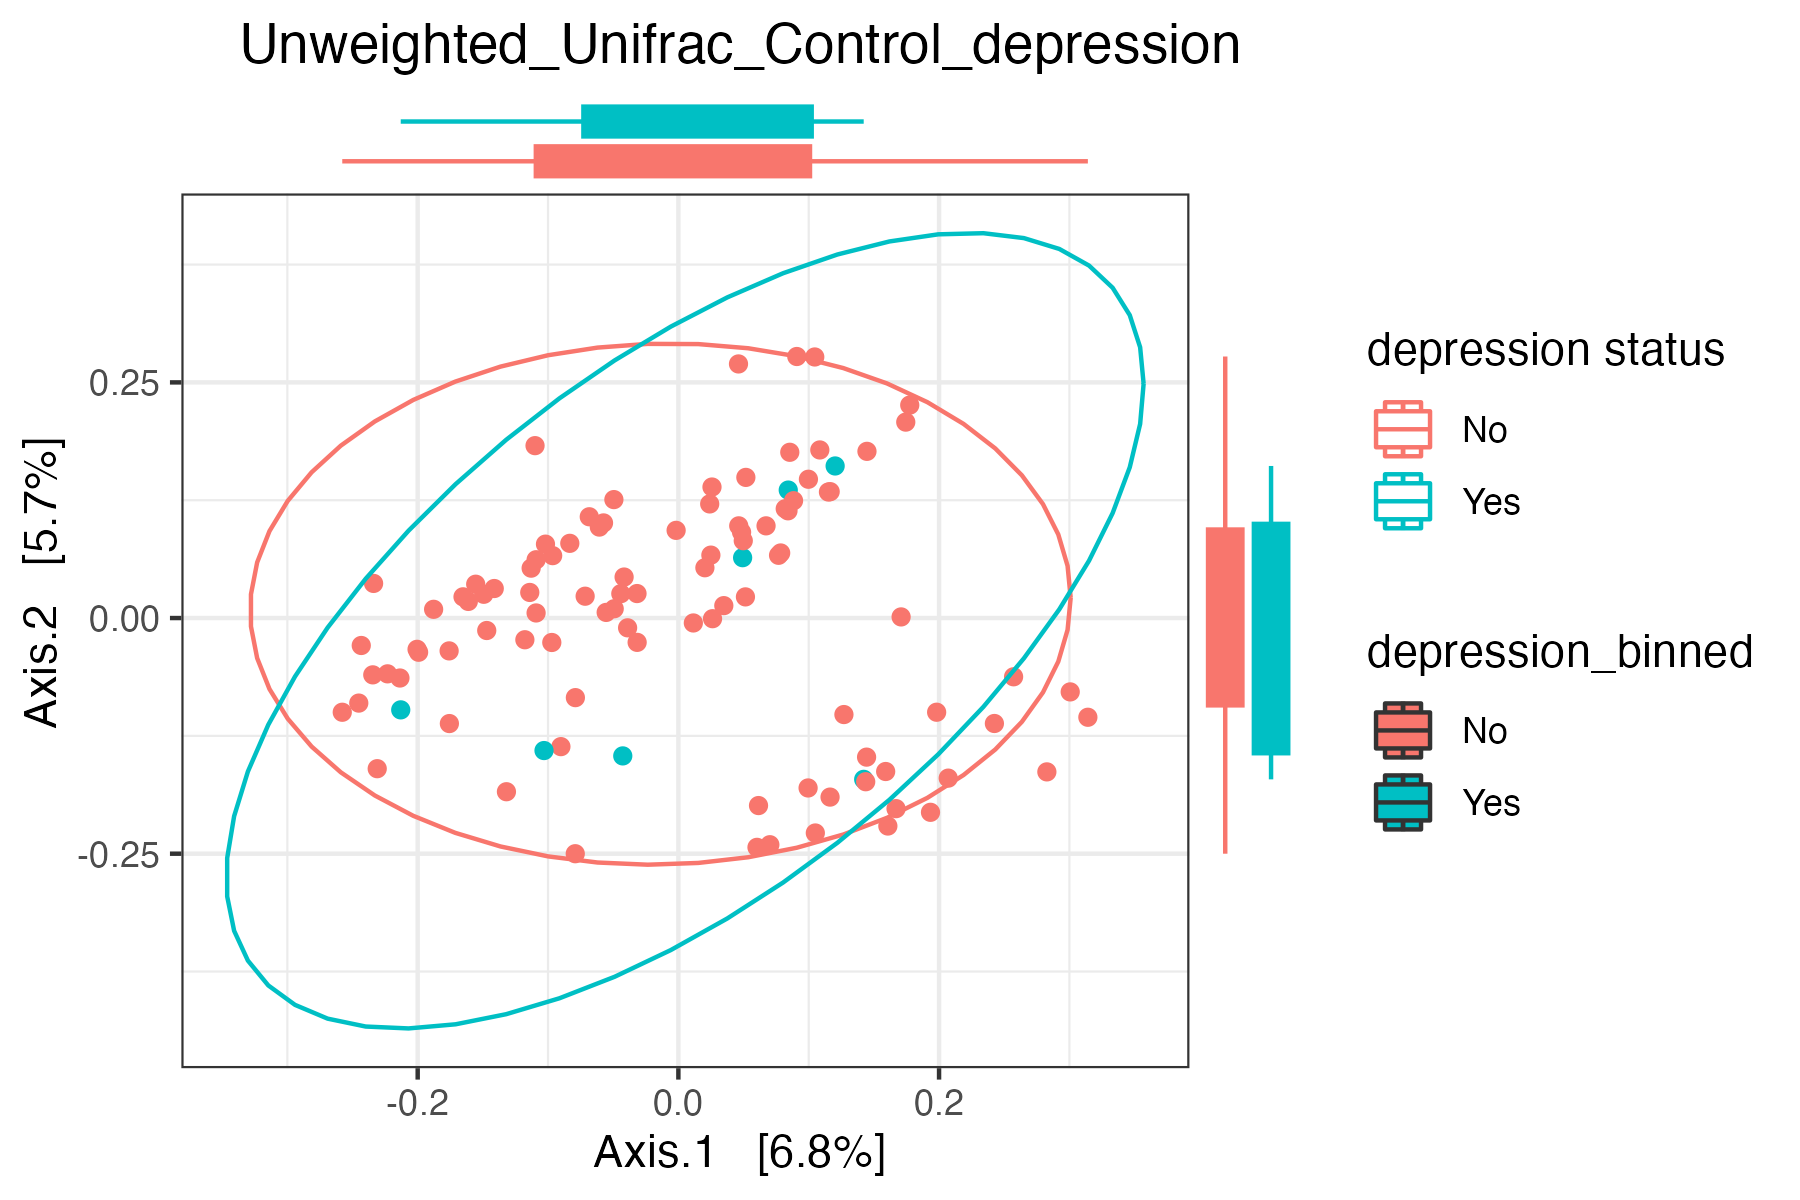 Unweighted_Unifrac_Control_depression
0.25
0.00
-0.25
Axis.2 [5.7%]
-0.2
0.0
0.2
Axis.1 [6.8%]
depression status
No
Yes
depression_binned
No
Yes